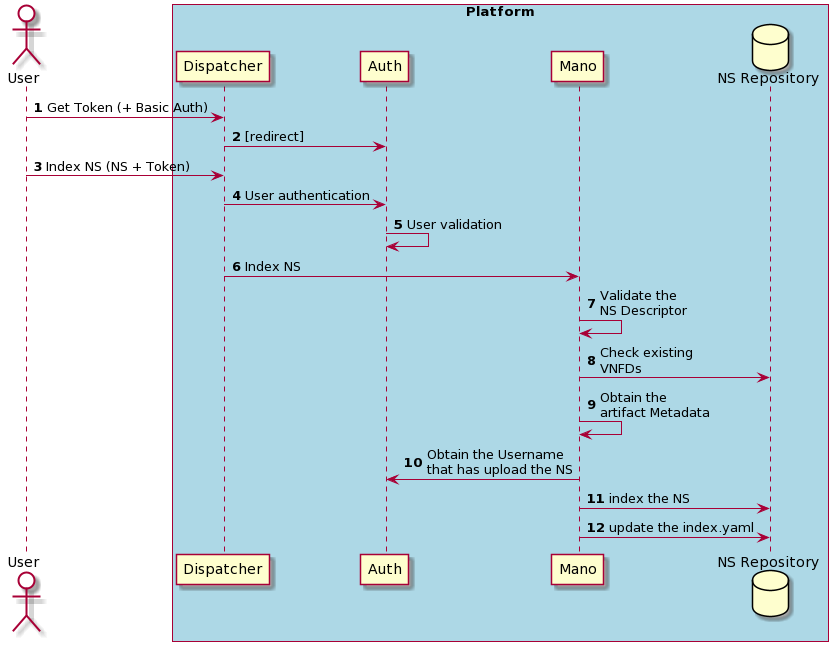 Platform
User
Dispatcher
Auth
Mano
NS Repository
1 Get Token (+ Basic Auth)
2 [redirect]
3 Index NS (NS + Token)
4 User authentication
5 User validation
6 Index NS
7 Validate the
NS Descriptor
8 Check existing
VNFDs
9 Obtain the
artifact Metadata
10 Obtain the Username
that has upload the NS
11 index the NS
12 update the index.yaml
User
Dispatcher
Auth
Mano
NS Repository